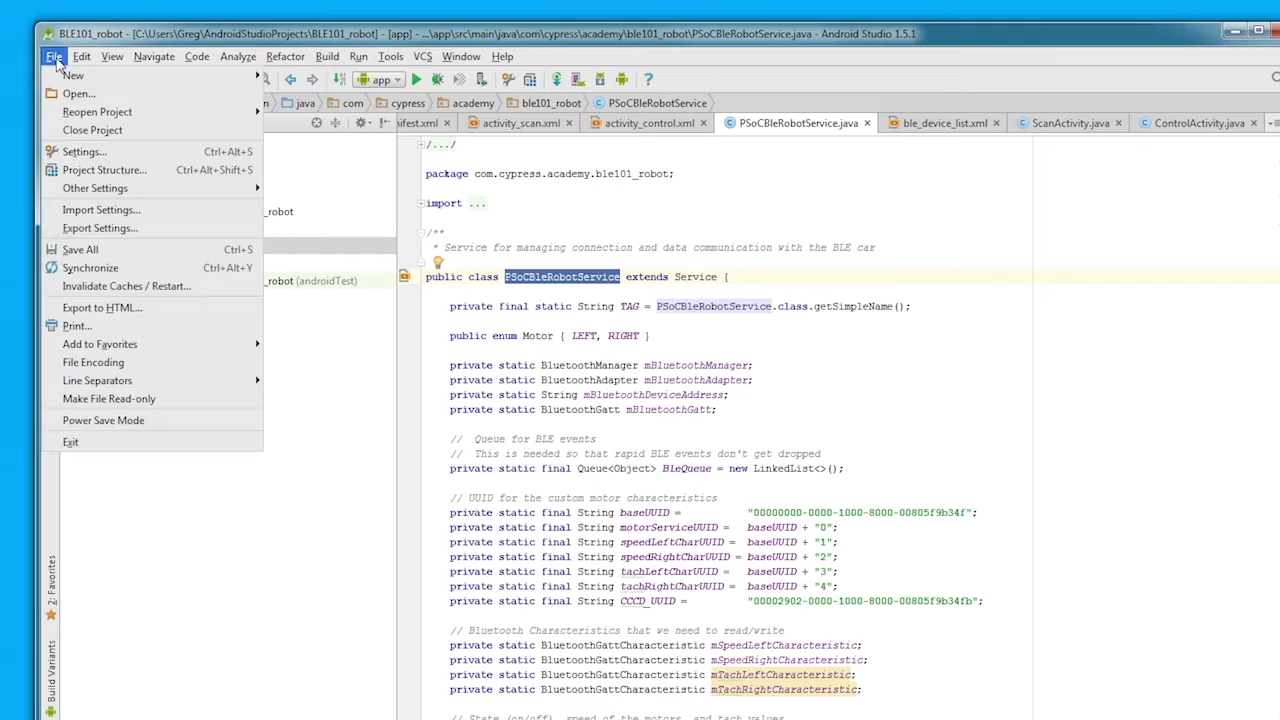 BLE101_robot - [C:\Users\Greg\AndroidStudioProjects\BLE101_robot] - [app] - ...\app\src\main\java\com\cypress\academy\ble101_robot\PSoCBleRobotService.java - Android Studio 1.5.1
File Edit View Navigate Code Analyze Refactor Build Run Tools VCS Window Help
app
java com cypress academy ble101_robot PSoCBleRobotService
nifest.xml activity_scan.xml activity_control.xml PSoCBleRobotService.java ble_device_list.xml ScanActivity.java ControlActivity.java
New
Open...
Reopen Project
Close Project
Settings... Ctrl+Alt+S
Project Structure... Ctrl+Alt+Shift+S
Other Settings
Import Settings...
Export Settings...
Save All Ctrl+S
Synchronize Ctrl+Alt+Y
Invalidate Caches / Restart...
Export to HTML...
Print...
Add to Favorites
File Encoding
Line Separators
Make File Read-only
Power Save Mode
Exit
_robot
_robot (androidTest)
2: Favorites
Build Variant
/.../
package com.cypress.academy.ble101_robot;
import ...
/**
* Service for managing connection and data communication with the BLE car
public class PSoCBleRobotService extends Service {
private final static String TAG = PSoCBleRobotService.class.getSimpleName();
public enum Motor { LEFT, RIGHT }
private static BluetoothManager mBluetoothManager;
private static BluetoothAdapter mBluetoothAdapter;
private static String mBluetoothDeviceAddress;
private static BluetoothGatt mBluetoothGatt;
// Queue for BLE events
// This is needed so that rapid BLE events don't get dropped
private static final Queue<Object> BleQueue = new LinkedList<>();
// UUID for the custom motor characteristics
private static final String baseUUID = "00000000-0000-1000-8000-00805f9b34f";
private static final String motorServiceUUID = baseUUID + "0";
private static final String speedLeftCharUUID = baseUUID + "1";
private static final String speedRightCharUUID = baseUUID + "2";
private static final String tachLeftCharUUID = baseUUID + "3";
private static final String tachRightCharUUID = baseUUID + "4";
private static final String CCCD_UUID = "00002902-0000-1000-8000-00805f9b34fb";
// Bluetooth Characteristics that we need to read/write
private static BluetoothGattCharacteristic mSpeedLeftCharacteristic;
private static BluetoothGattCharacteristic mSpeedRightCharacteristic;
private static BluetoothGattCharacteristic mTachLeftCharacteristic;
private static BluetoothGattCharacteristic mTachRightCharacteristic;
// State (on/off), speed of the motors, and tach values